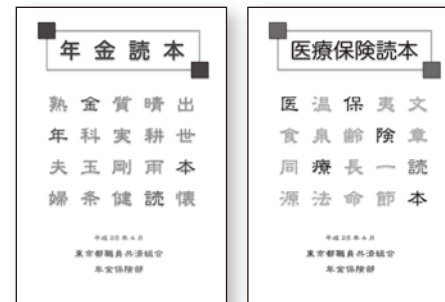 年金読本
熟金質晴出
年科実耕世
夫玉剛雨本
婦条健読懐
平成25年4月
東京都職員共済組合
年金保険部
医療保険読本
医温保夷文
食泉齢険章
同療長一読
源法命節本
平成25年4月
東京都職員共済組合
年金保険部